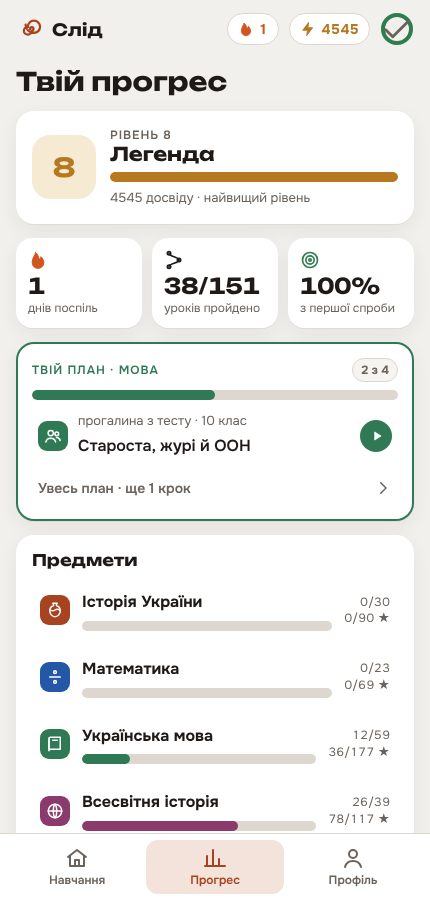 Слід
1
4545
Твій прогрес
8
РІВЕНЬ 8
Легенда
4545 досвіду · найвищий рівень
1
днів поспіль
38/151
уроків пройдено
100%
з першої спроби
ТВІЙ ПЛАН · МОВА
2 з 4
прогалина з тесту · 10 клас
Староста, журі й ООН
Увесь план · ще 1 крок
Предмети
Історія України
0/30
0/90 ★
Математика
0/23
0/69 ★
Українська мова
12/59
36/177 ★
Всесвітня історія
26/39
78/117 ★
Навчання
Прогрес
Профіль